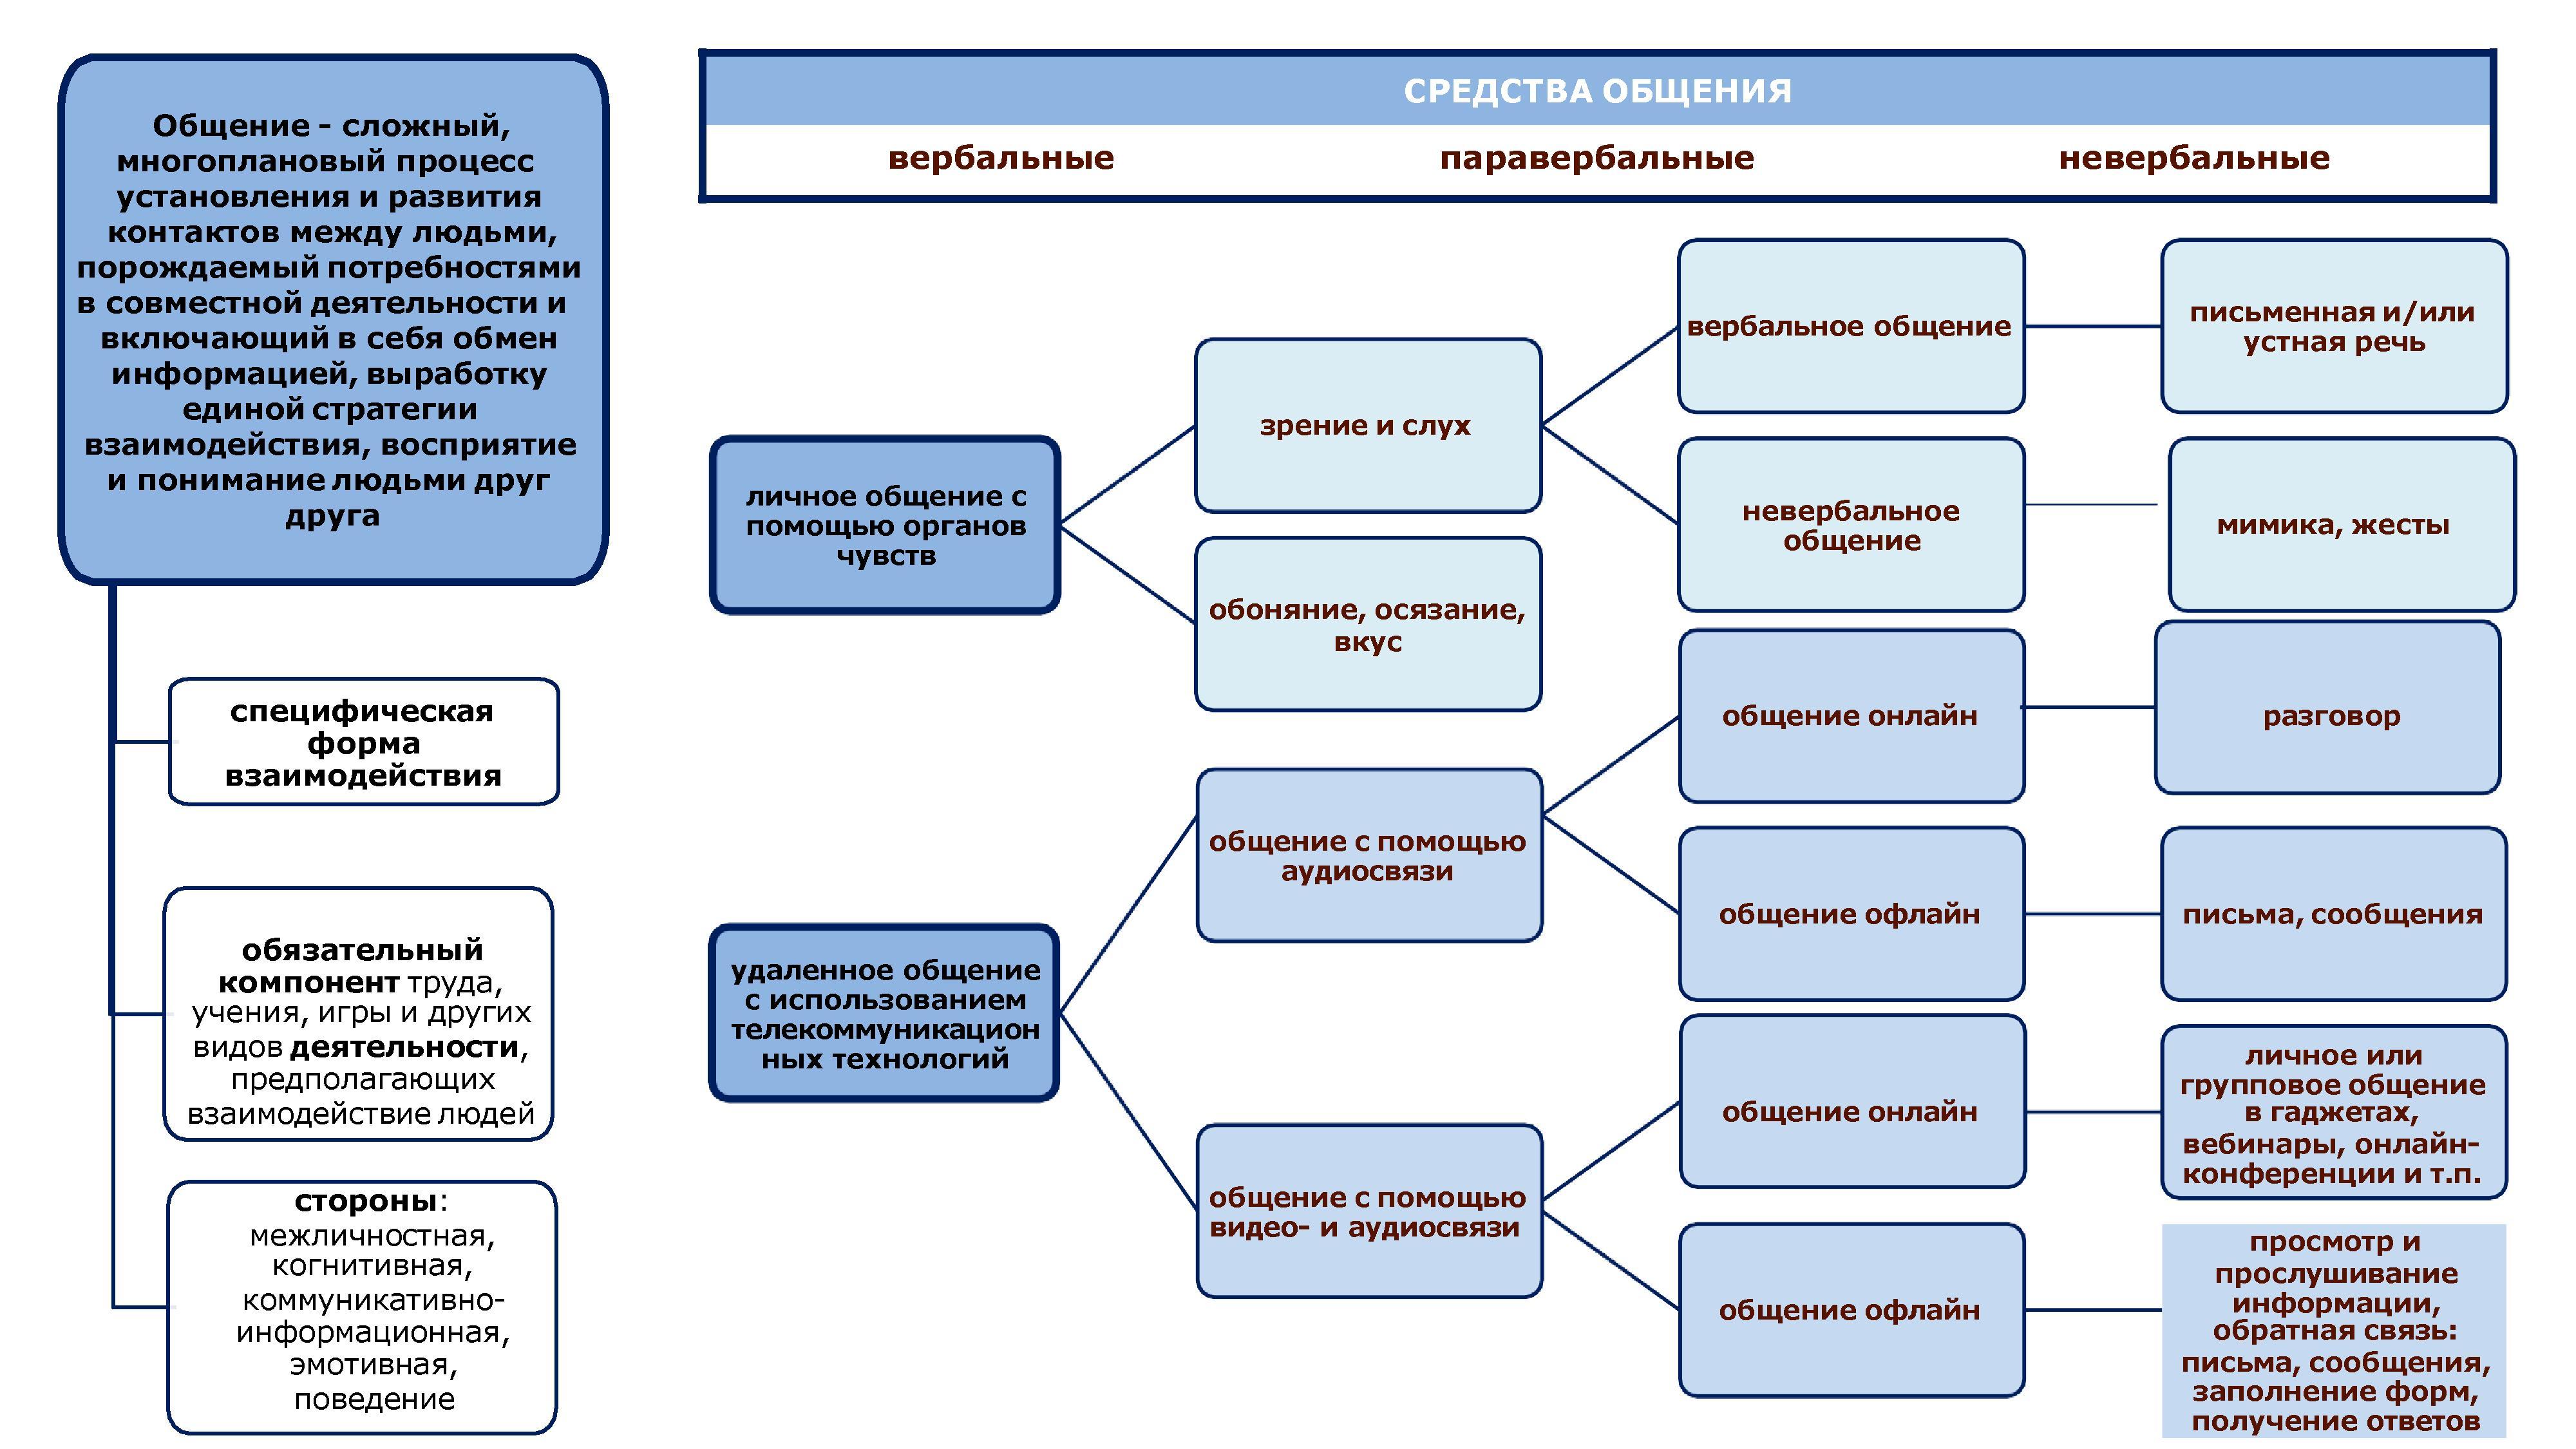 Общение - сложный,
многоплановый процесс
установления и развития
контактов между людьми,
порождаемый потребностями
в совместной деятельности и
включающий в себя обмен
информацией, выработку
единой стратегии
взаимодействия, восприятие
и понимание людьми друг
друга
специфическая
форма
взаимодействия
обязательный
компонент труда,
учения, игры и других
видов деятельности,
предполагающих
взаимодействие людей
стороны:
межличностная,
когнитивная,
коммуникативно-
информационная,
эмотивная,
поведение
СРЕДСТВА ОБЩЕНИЯ
вербальные паравербальные невербальные
личное общение с
помощью органов
чувств
зрение и слух
вербальное общение
письменная и/или
устная речь
невербальное
общение
мимика, жесты
обоняние, осязание,
вкус
удаленное общение
с использованием
телекоммуникацион
ных технологий
общение с помощью
аудиосвязи
общение онлайн
разговор
общение офлайн
письма, сообщения
общение с помощью
видео- и аудиосвязи
общение онлайн
личное или
групповое общение
в гаджетах,
вебинары, онлайн-
конференции и т.п.
общение офлайн
просмотр и
прослушивание
информации,
обратная связь:
письма, сообщения,
заполнение форм,
получение ответов